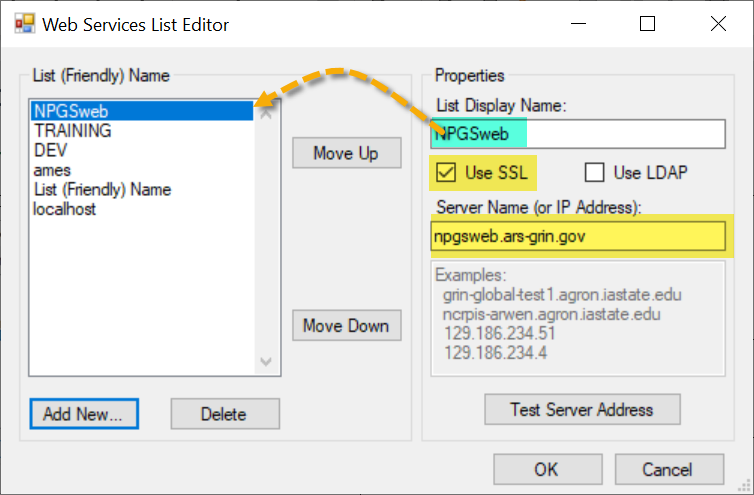 Web Services List Editor
List (Friendly) Name
NPGSweb
TRAINING
DEV
ames
List (Friendly) Name
localhost
Move Up
Move Down
Add New...
Delete
Properties
List Display Name:
NPGSweb
Use SSL
Use LDAP
Server Name (or IP Address):
npgsweb.ars-grin.gov
Examples:
grin-global-test1.agron.iastate.edu
ncrpis-arwen.agron.iastate.edu
129.186.234.51
129.186.234.4
Test Server Address
OK
Cancel